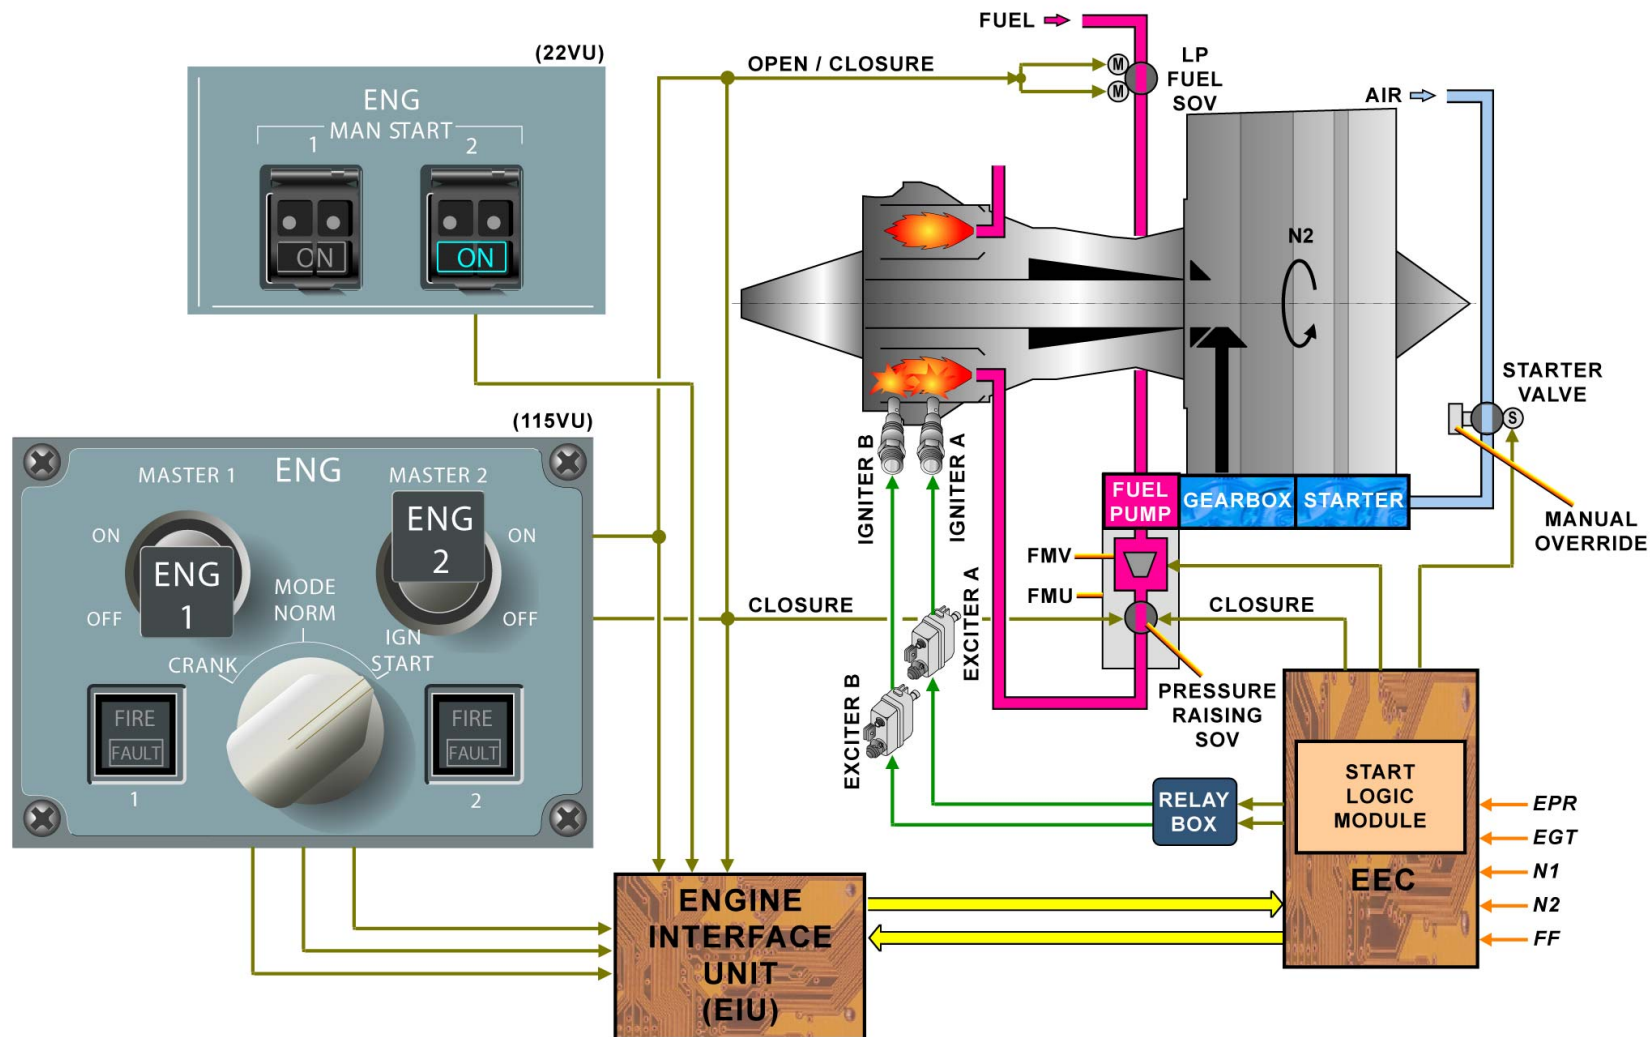 (22VU)
ENG
MAN START
1
2
ON
ON
(115VU)
MASTER 1
ENG
MASTER 2
ON
OFF
ENG
1
ENG
2
ON
OFF
MODE
NORM
CRANK
IGN
START
FIRE
FAULT
1
FIRE
FAULT
2
FUEL
OPEN / CLOSURE
M
M
LP
FUEL
SOV
AIR
N2
STARTER
VALVE
S
MANUAL
OVERRIDE
IGNITER B
IGNITER A
FUEL
PUMP
GEARBOX
STARTER
FMV
FMU
CLOSURE
CLOSURE
EXCITER B
EXCITER A
PRESSURE
RAISING
SOV
RELAY
BOX
START
LOGIC
MODULE
EEC
EPR
EGT
N1
N2
FF
ENGINE
INTERFACE
UNIT
(EIU)